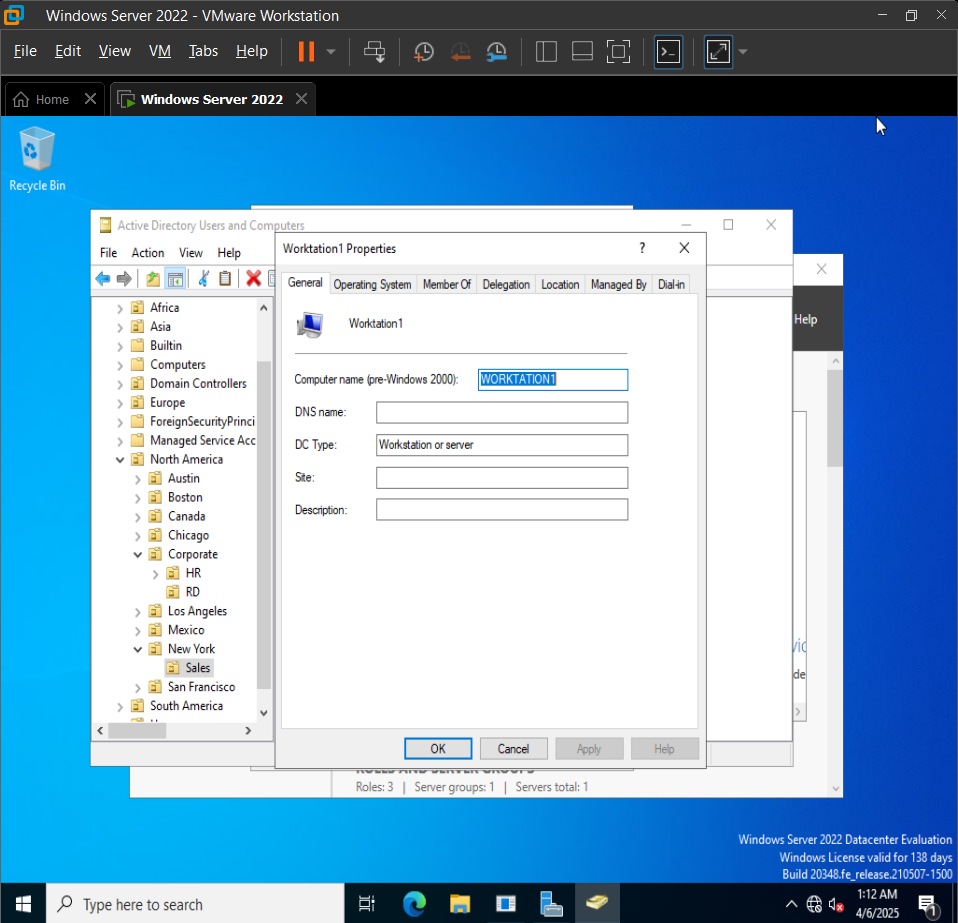 Windows Server 2022 - VMware Workstation
File Edit View VM Tabs Help
Home
Windows Server 2022
Recycle Bin
Active Directory Users and Computers
File Action View Help
Worktation1 Properties
?
General Operating System Member Of Delegation Location Managed By Dial-in
Help
Africa
Asia
Builtin
Computers
Domain Controllers
Europe
ForeignSecurityPrinci
Managed Service Acc
North America
Austin
Boston
Canada
Chicago
Corporate
HR
RD
Los Angeles
Mexico
New York
Sales
San Francisco
South America
Worktation1
Computer name (pre-Windows 2000): WORKTATION1
DNS name:
DC Type: Workstation or server
Site:
Description:
OK Cancel Apply Help
ROLES AND SERVER GROUPS
Roles: 3 | Server groups: 1 | Servers total: 1
Windows Server 2022 Datacenter Evaluation
Windows License valid for 138 days
Build 20348.fe_release.210507-1500
Type here to search
1:12 AM
4/6/2025
1